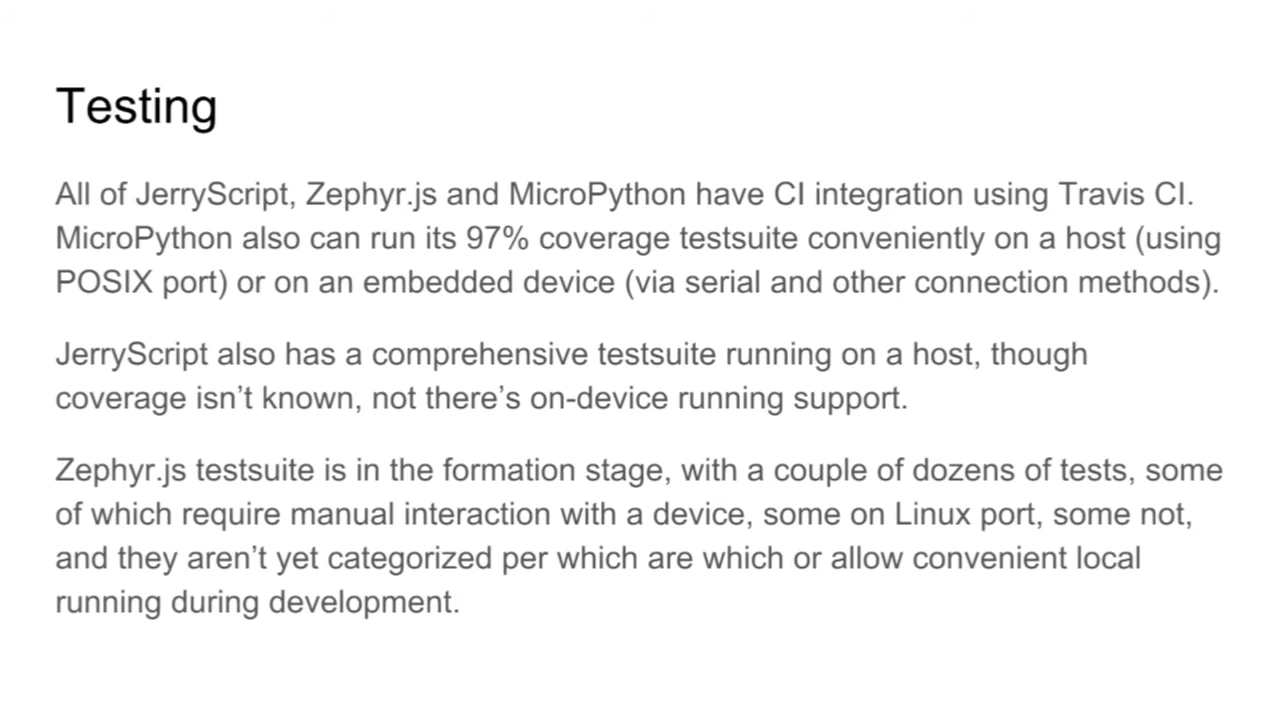 Testing
All of JerryScript, Zephyr.js and MicroPython have CI integration using Travis CI.
MicroPython also can run its 97% coverage testsuite conveniently on a host (using
POSIX port) or on an embedded device (via serial and other connection methods).
JerryScript also has a comprehensive testsuite running on a host, though
coverage isn’t known, not there’s on-device running support.
Zephyr.js testsuite is in the formation stage, with a couple of dozens of tests, some
of which require manual interaction with a device, some on Linux port, some not,
and they aren’t yet categorized per which are which or allow convenient local
running during development.